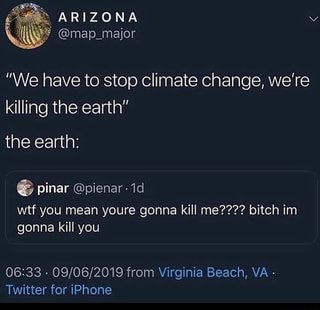 ARIZONA
@map_major
"We have to stop climate change, we're
killing the earth"
the earth:
pinar @pienar · 1d
wtf you mean youre gonna kill me???? bitch im
gonna kill you
06:33 · 09/06/2019 from Virginia Beach, VA ·
Twitter for iPhone